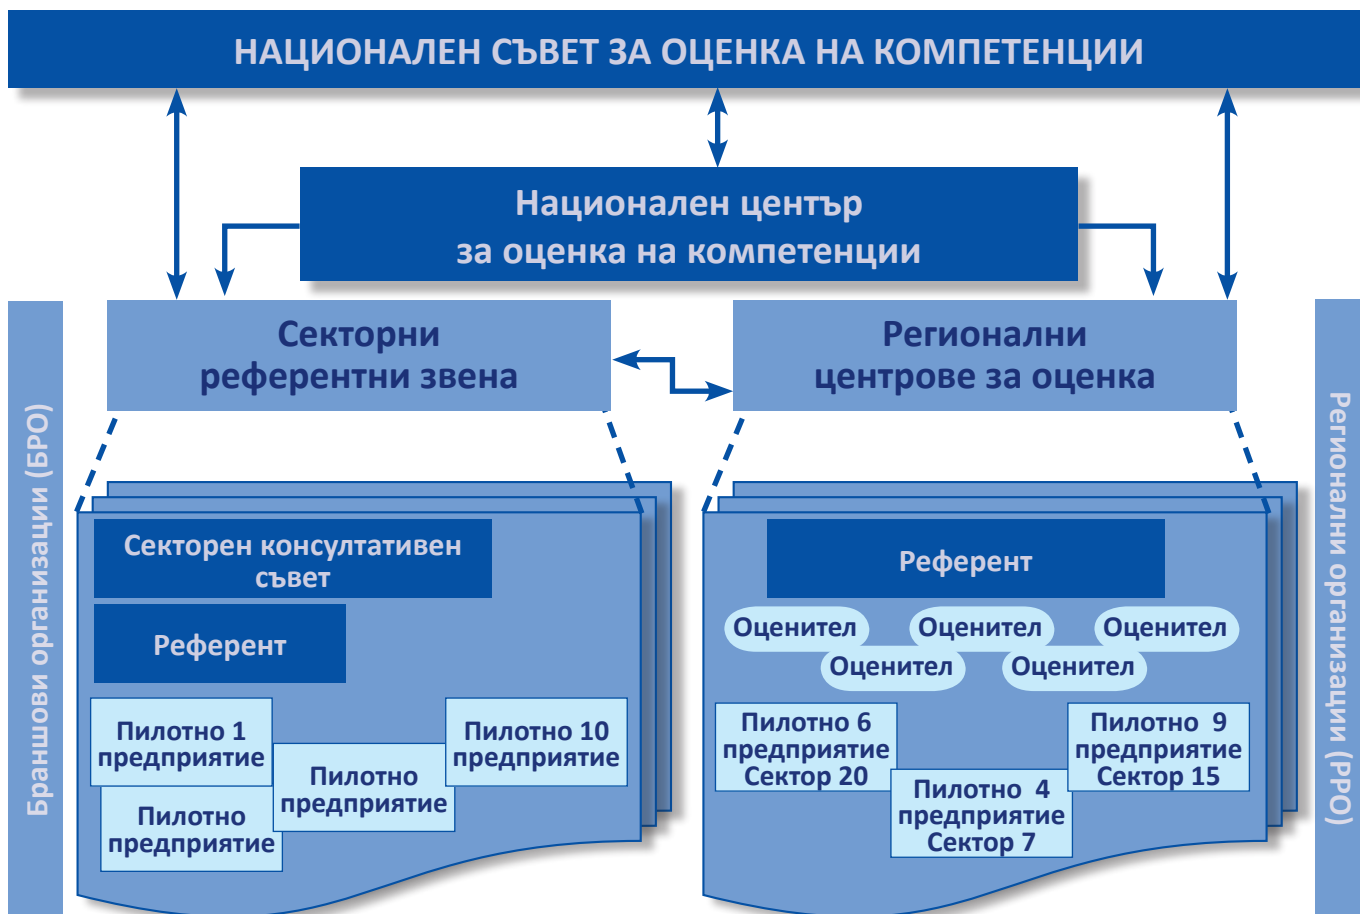 НАЦИОНАЛЕН СЪВЕТ ЗА ОЦЕНКА НА КОМПЕТЕНЦИИ
Национален център
за оценка на компетенции
Браншови организации (БРО)
Секторни
референтни звена
Регионални
центрове за оценка
Регионални организации (РРО)
Секторен консултативен
съвет
Референт
Пилотно 1
предприятие
Пилотно
предприятие
Пилотно
предприятие
Пилотно 10
предприятие
Референт
Оценител
Оценител
Оценител
Оценител
Оценител
Пилотно 6
предприятие
Сектор 20
Пилотно 4
предприятие
Сектор 7
Пилотно 9
предприятие
Сектор 15